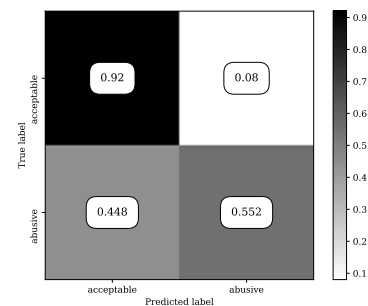 0.92
0.08
0.448
0.552
acceptable
abusive
True label
acceptable
abusive
Predicted label
0.9
0.8
0.7
0.6
0.5
0.4
0.3
0.2
0.1